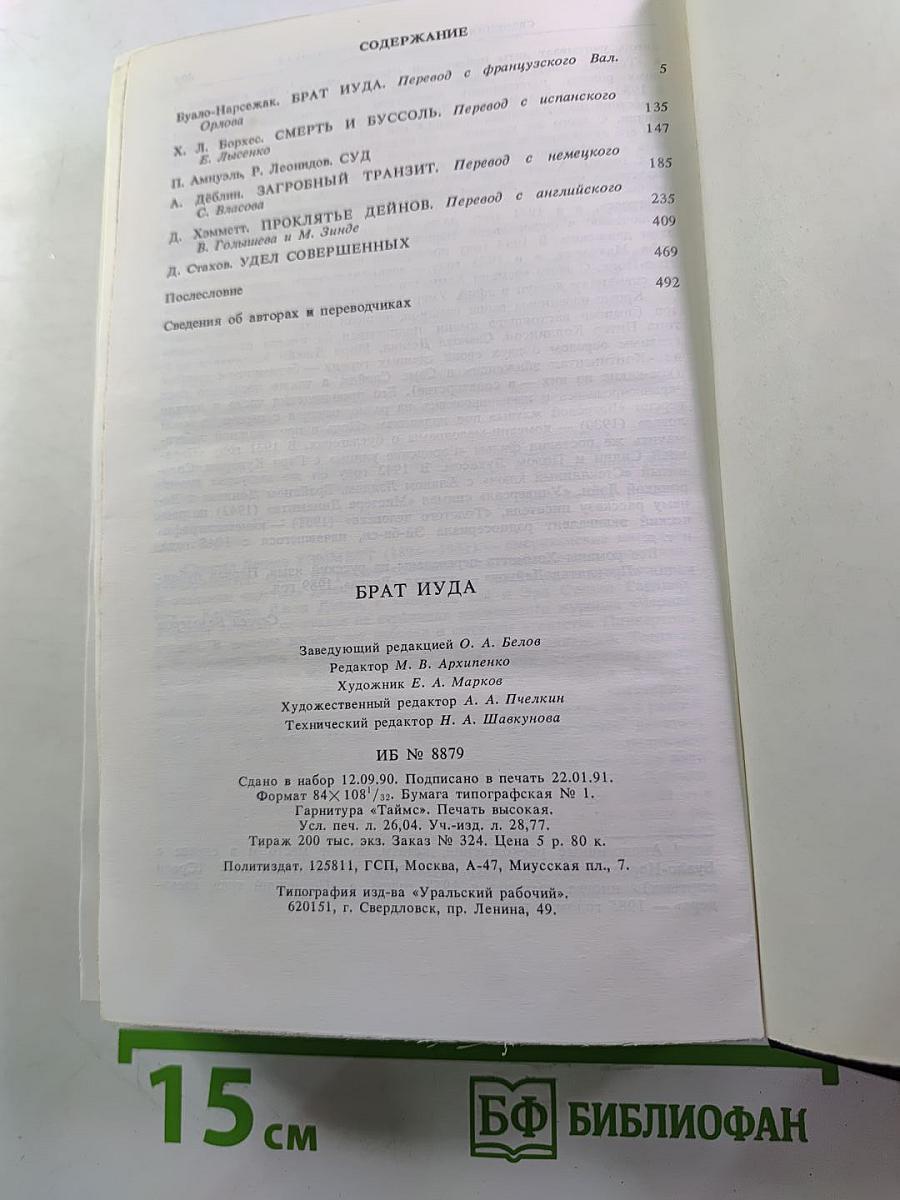 СОДЕРЖАНИЕ
Буало-Нарсежак. БРАТ ИУДА. Перевод с французского Вал. Орлова 5
Х. Л. Борхес. СМЕРТЬ И БУССОЛЬ. Перевод с испанского Е. Лысенко 135
П. Амнуэль, Р. Леонидов. СУД 147
А. Дёблин. ЗАГРОБНЫЙ ТРАНЗИТ. Перевод с немецкого С. Власова 185
Д. Хэмметт. ПРОКЛЯТЬЕ ДЕЙНОВ. Перевод с английского В. Голышева и М. Зинде 235
Д. Стахов. УДЕЛ СОВЕРШЕННЫХ 409
Послесловие 469
Сведения об авторах и переводчиках 492
БРАТ ИУДА
Заведующий редакцией О. А. Белов
Редактор М. В. Архипенко
Художник Е. А. Марков
Художественный редактор А. А. Пчелкин
Технический редактор Н. А. Шавкунова
ИБ № 8879
Сдано в набор 12.09.90. Подписано в печать 22.01.91.
Формат 84×108 1/32. Бумага типографская № 1.
Гарнитура «Таймс». Печать высокая.
Усл. печ. л. 26,04. Уч.-изд. л. 28,77.
Тираж 200 тыс. экз. Заказ № 324. Цена 5 р. 80 к.
Политиздат. 125811, ГСП, Москва, А-47, Миусская пл., 7.
Типография изд-ва «Уральский рабочий».
620151, г. Свердловск, пр. Ленина, 49.
15 см
БФ БИБЛИОФАН